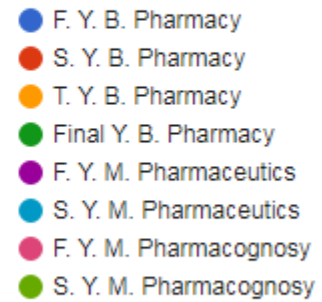 F. Y. B. Pharmacy
S. Y. B. Pharmacy
T. Y. B. Pharmacy
Final Y. B. Pharmacy
F. Y. M. Pharmaceutics
S. Y. M. Pharmaceutics
F. Y. M. Pharmacognosy
S. Y. M. Pharmacognosy